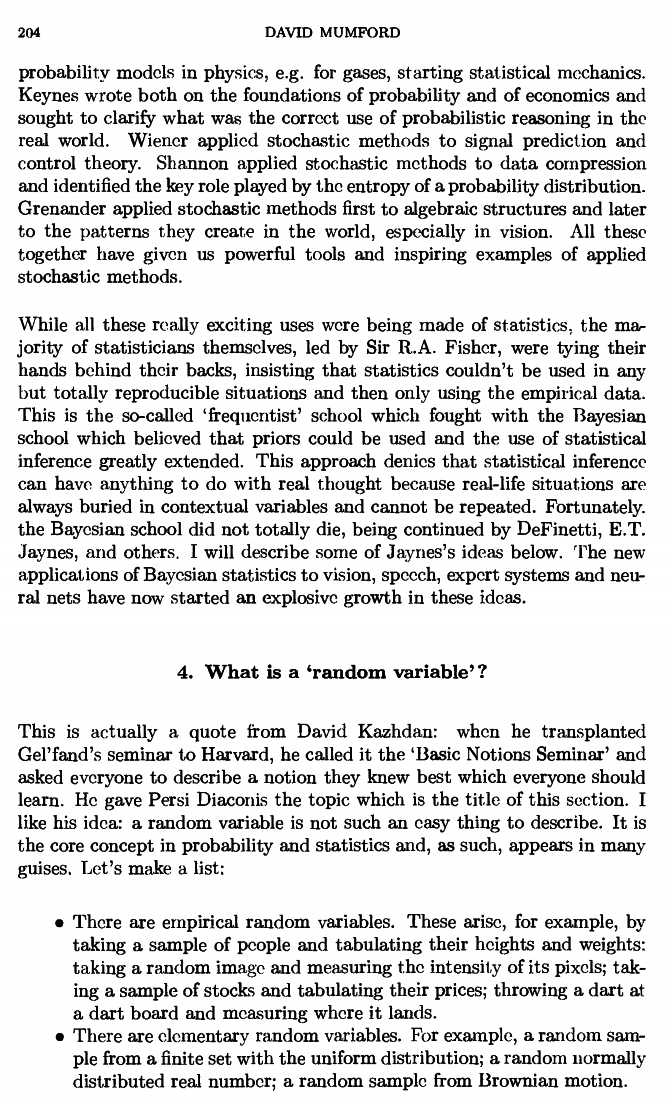 204
DAVID MUMFORD
probability models in physics, e.g. for gases, starting statistical mechanics.
Keynes wrote both on the foundations of probability and of economics and
sought to clarify what was the correct use of probabilistic reasoning in the
real world. Wiener applied stochastic methods to signal prediction and
control theory. Shannon applied stochastic methods to data compression
and identified the key role played by the entropy of a probability distribution.
Grenander applied stochastic methods first to algebraic structures and later
to the patterns they create in the world, especially in vision. All these
together have given us powerful tools and inspiring examples of applied
stochastic methods.
While all these really exciting uses were being made of statistics, the ma-
jority of statisticians themselves, led by Sir R.A. Fisher, were tying their
hands behind their backs, insisting that statistics couldn't be used in any
but totally reproducible situations and then only using the empirical data.
This is the so-called 'frequentist' school which fought with the Bayesian
school which believed that priors could be used and the use of statistical
inference greatly extended. This approach denies that statistical inference
can have anything to do with real thought because real-life situations are
always buried in contextual variables and cannot be repeated. Fortunately.
the Bayesian school did not totally die, being continued by DeFinetti, E.T.
Jaynes, and others. I will describe some of Jaynes's ideas below. The new
applications of Bayesian statistics to vision, speech, expert systems and neu-
ral nets have now started an explosive growth in these ideas.
4. What is a 'random variable'?
This is actually a quote from David Kazhdan: when he transplanted
Gel'fand's seminar to Harvard, he called it the 'Basic Notions Seminar' and
asked everyone to describe a notion they knew best which everyone should
learn. He gave Persi Diaconis the topic which is the title of this section. I
like his idea: a random variable is not such an easy thing to describe. It is
the core concept in probability and statistics and, as such, appears in many
guises. Let's make a list:
• There are empirical random variables. These arise, for example, by
taking a sample of people and tabulating their heights and weights:
taking a random image and measuring the intensity of its pixels; tak-
ing a sample of stocks and tabulating their prices; throwing a dart at
a dart board and measuring where it lands.
• There are elementary random variables. For example, a random sam-
ple from a finite set with the uniform distribution; a random normally
distributed real number; a random sample from Brownian motion.